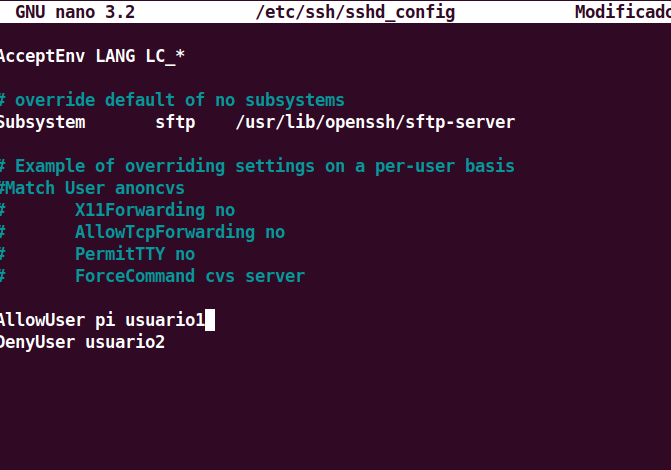 GNU nano 3.2 /etc/ssh/sshd_config Modificado
AcceptEnv LANG LC_*
# override default of no subsystems
Subsystem sftp /usr/lib/openssh/sftp-server
# Example of overriding settings on a per-user basis
#Match User anoncvs
# X11Forwarding no
# AllowTcpForwarding no
# PermitTTY no
# ForceCommand cvs server
AllowUser pi usuario1
DenyUser usuario2